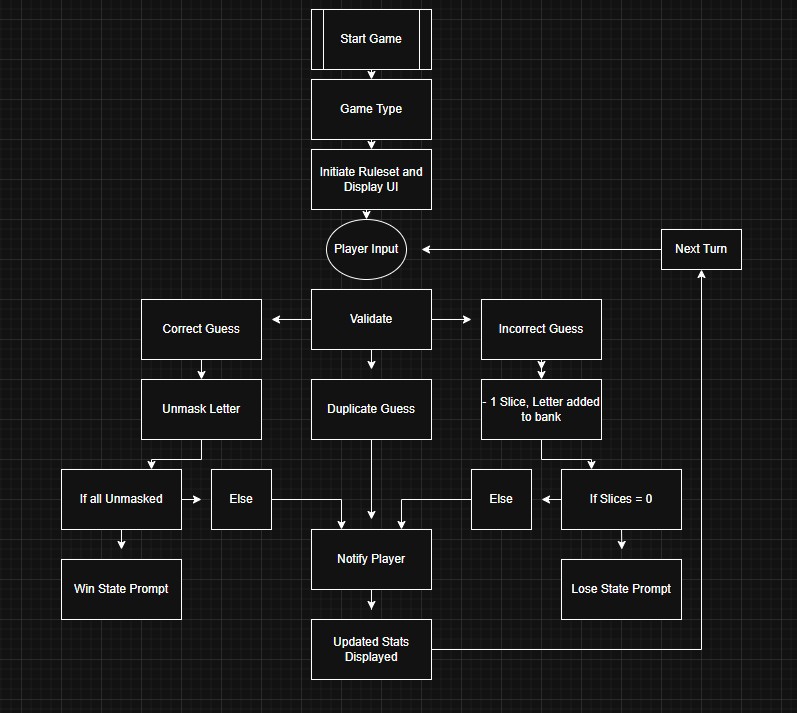 Start Game
Game Type
Initiate Ruleset and
Display UI
Player Input
Next Turn
Correct Guess
Validate
Incorrect Guess
Unmask Letter
Duplicate Guess
- 1 Slice, Letter added
to bank
If all Unmasked
Else
Else
If Slices = 0
Notify Player
Win State Prompt
Lose State Prompt
Updated Stats
Displayed